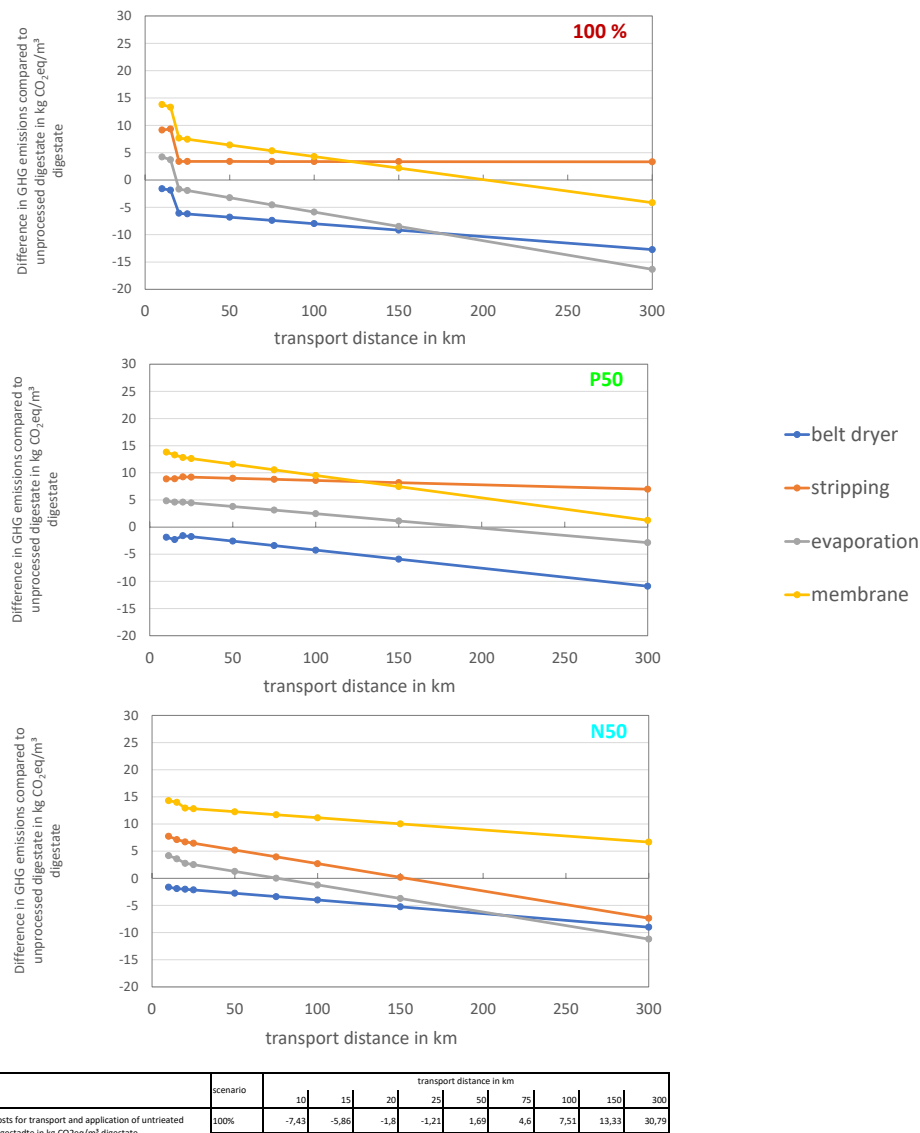 Difference in GHG emissions compared to
unprocessed digestate in kg CO₂eq/m³
digestate
100 %
30
25
20
15
10
5
0
-5
-10
-15
-20
0 50 100 150 200 250 300
transport distance in km
Difference in GHG emissions compared to
unprocessed digestate in kg CO₂eq/m³
digestate
P50
30
25
20
15
10
5
0
-5
-10
-15
-20
0 50 100 150 200 250 300
transport distance in km
belt dryer
stripping
evaporation
membrane
Difference in GHG emissions compared to
unprocessed digestate in kg CO₂eq/m³
digestate
N50
30
25
20
15
10
5
0
-5
-10
-15
-20
0 50 100 150 200 250 300
transport distance in km
scenario transport distance in km
10 15 20 25 50 75 100 150 300
osts for transport and application of untrieated 100% -7,43 -5,86 -1,8 -1,21 1,69 4,6 7,51 13,33 30,79